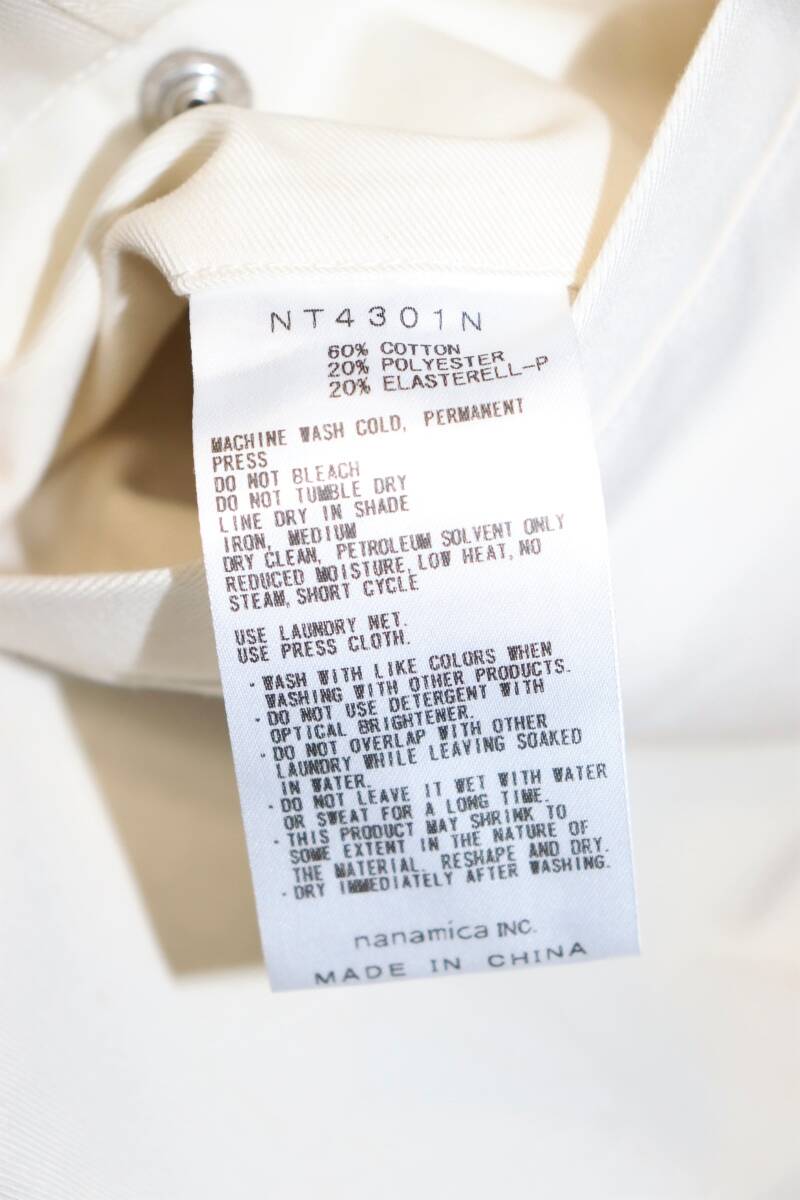 NT4301N
60% COTTON
20% POLYESTER
20% ELASTERELL-P
MACHINE WASH COLD, PERMANENT
PRESS
DO NOT BLEACH
DO NOT TUMBLE DRY
LINE DRY IN SHADE
IRON, MEDIUM
DRY CLEAN, PETROLEUM SOLVENT ONLY
REDUCED MOISTURE, LOW HEAT, NO
STEAM, SHORT CYCLE
USE LAUNDRY NET.
USE PRESS CLOTH.
・WASH WITH LIKE COLORS WHEN
WASHING WITH OTHER PRODUCTS.
・DO NOT USE DETERGENT WITH
OPTICAL BRIGHTENER.
・DO NOT OVERLAP WITH OTHER
LAUNDRY WHILE LEAVING SOAKED
IN WATER.
・DO NOT LEAVE IT WET WITH WATER
OR SWEAT FOR A LONG TIME.
・THIS PRODUCT MAY SHRINK TO
SOME EXTENT IN THE NATURE OF
THE MATERIAL. RESHAPE AND DRY.
・DRY IMMEDIATELY AFTER WASHING.
nanamica INC.
MADE IN CHINA